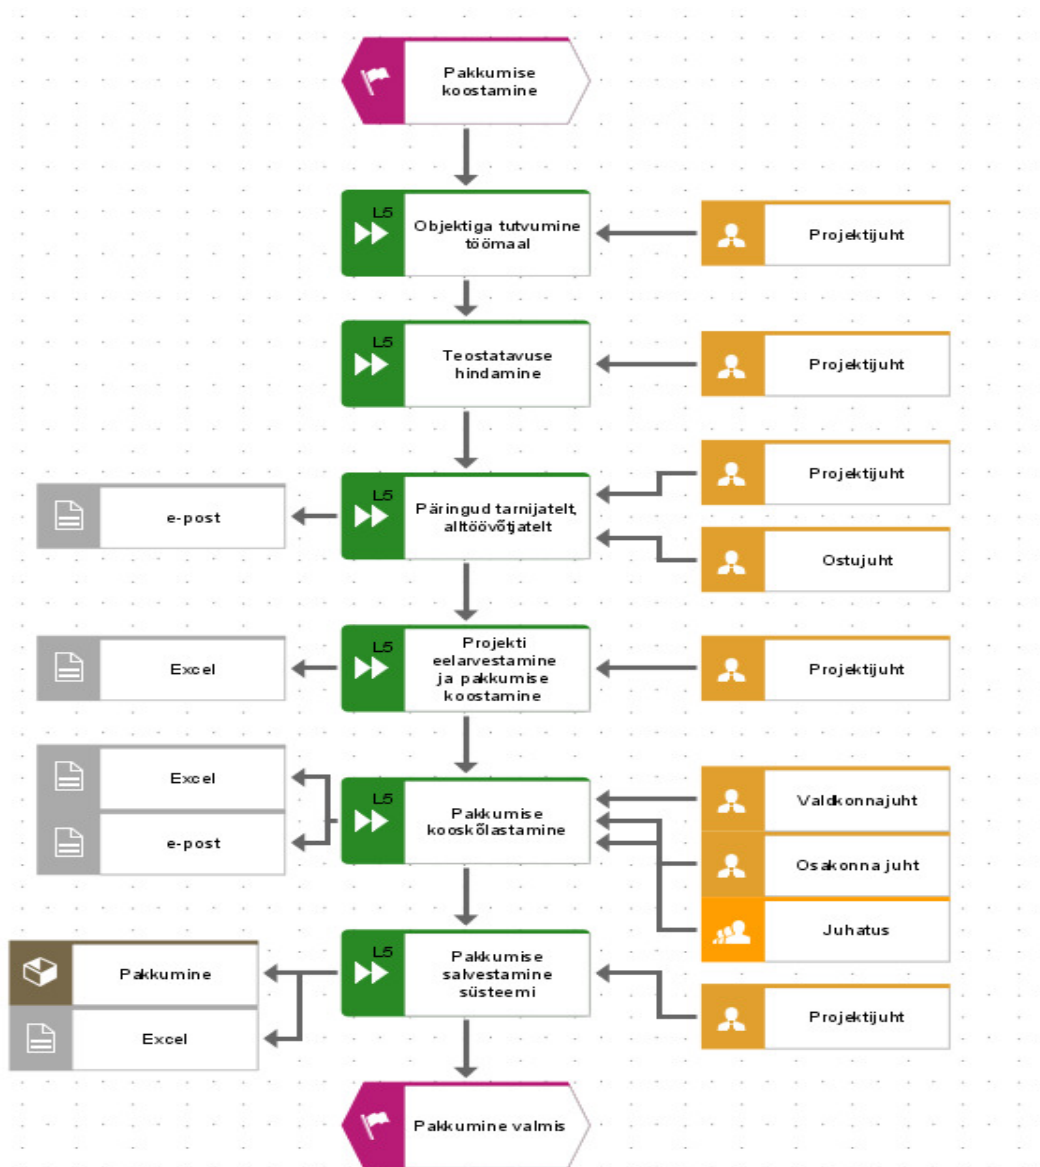 Pakkumise
koostamine
L5
Objektiga tutvumine
töömaal
Projektijuht
L5
Teostatavuse
hindamine
Projektijuht
e-post
L5
Päringud tarnijatelt,
alltöövõtjatelt
Projektijuht
Ostujuht
Excel
L5
Projekti
eelarvestamine
ja pakkumise
koostamine
Projektijuht
Excel
e-post
L5
Pakkumise
kooskõlastamine
Valdkonnajuht
Osakonna juht
Juhatus
Pakkumine
Excel
L5
Pakkumise
salvestamine
süsteemi
Projektijuht
Pakkumine valmis